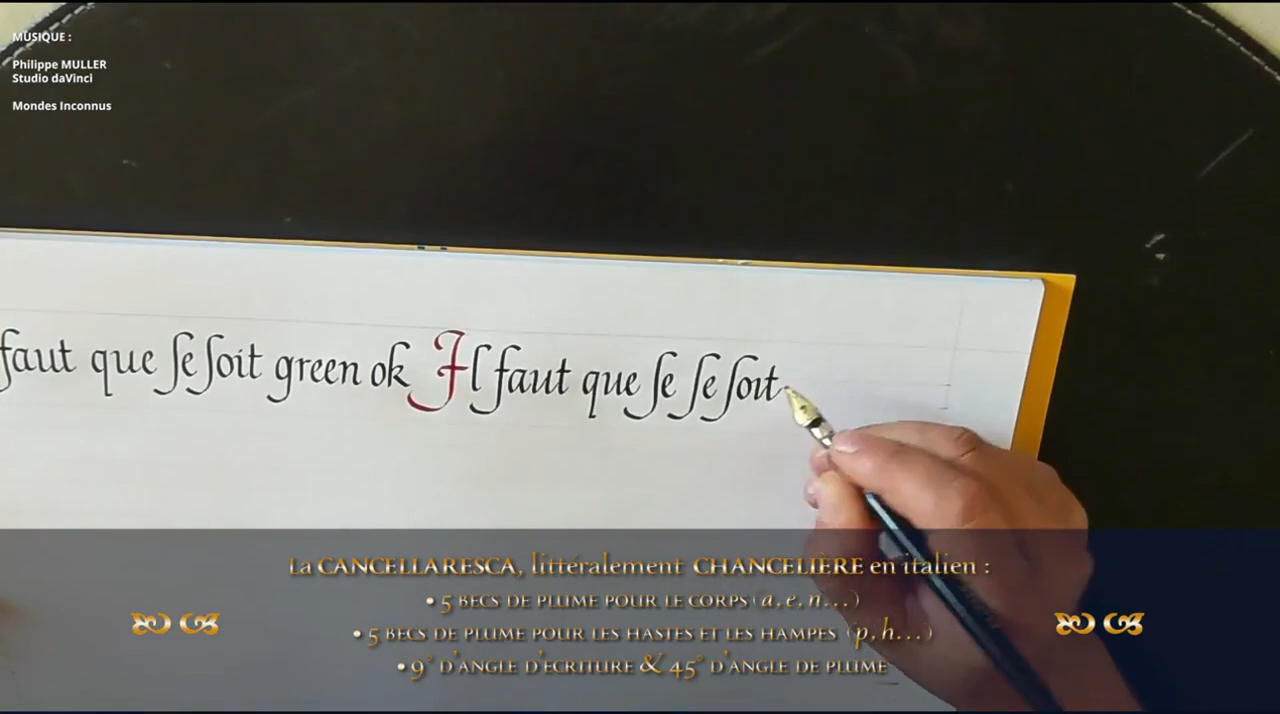 MUSIQUE :
Philippe MULLER
Studio daVinci
Mondes Inconnus
faut que se soit green ok Il faut que se se soit
La CANCELLARESCA, littéralement CHANCELIÈRE en italien :
• 5 BECS DE PLUME POUR LE CORPS (a, e, n...)
• 5 BECS DE PLUME POUR LES HASTES ET LES HAMPES (p, h...)
• 9° D'ANGLE D'ECRITURE & 45° D'ANGLE DE PLUME